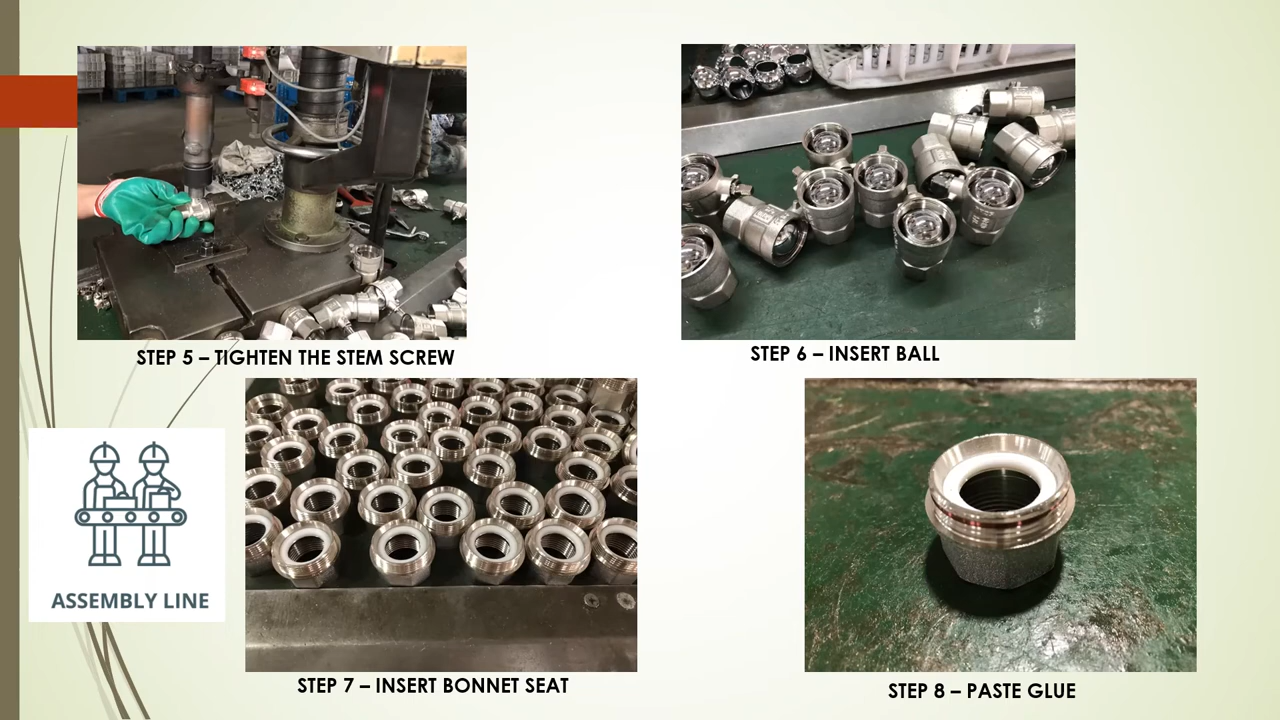 STEP 5 – TIGHTEN THE STEM SCREW
STEP 6 – INSERT BALL
ASSEMBLY LINE
STEP 7 – INSERT BONNET SEAT
STEP 8 – PASTE GLUE